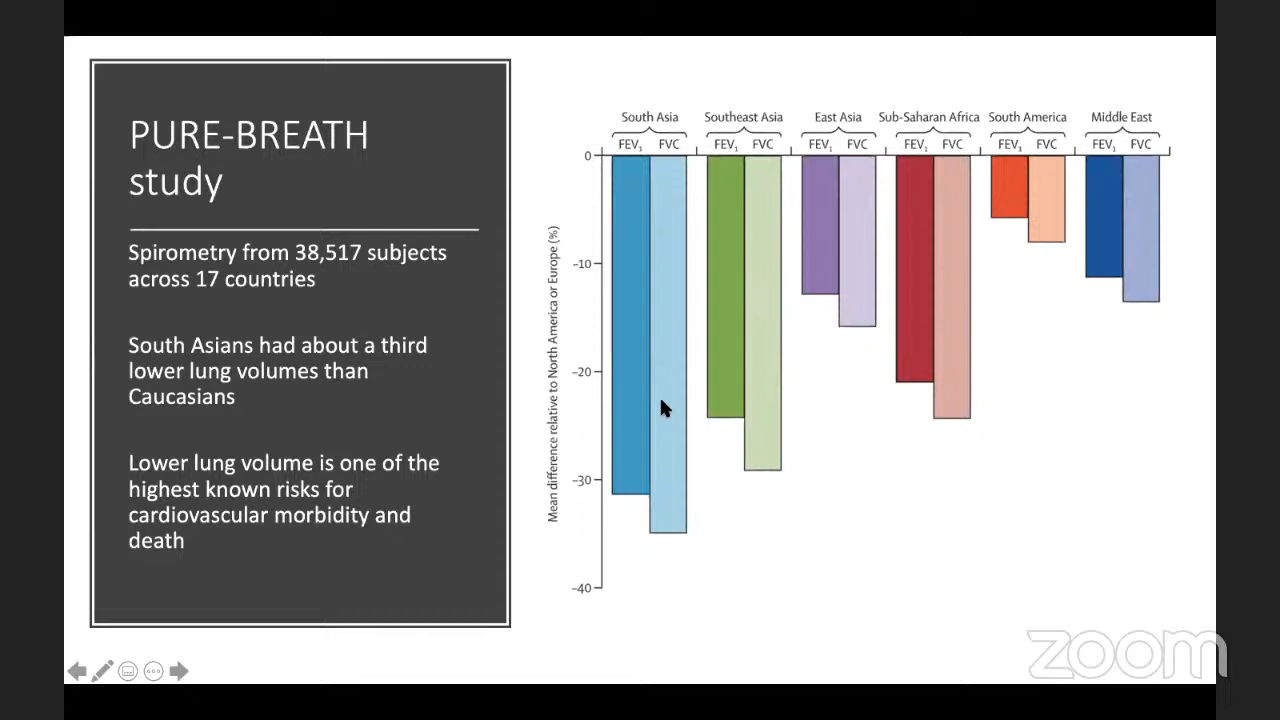 PURE-BREATH
study
Spirometry from 38,517 subjects
across 17 countries
South Asians had about a third
lower lung volumes than
Caucasians
Lower lung volume is one of the
highest known risks for
cardiovascular morbidity and
death
South Asia Southeast Asia East Asia Sub-Saharan Africa South America Middle East
FEV₁ FVC FEV₁ FVC FEV₁ FVC FEV₁ FVC FEV₁ FVC FEV₁ FVC
0
-10
-20
-30
-40
Mean difference relative to North America or Europe (%)
zoom